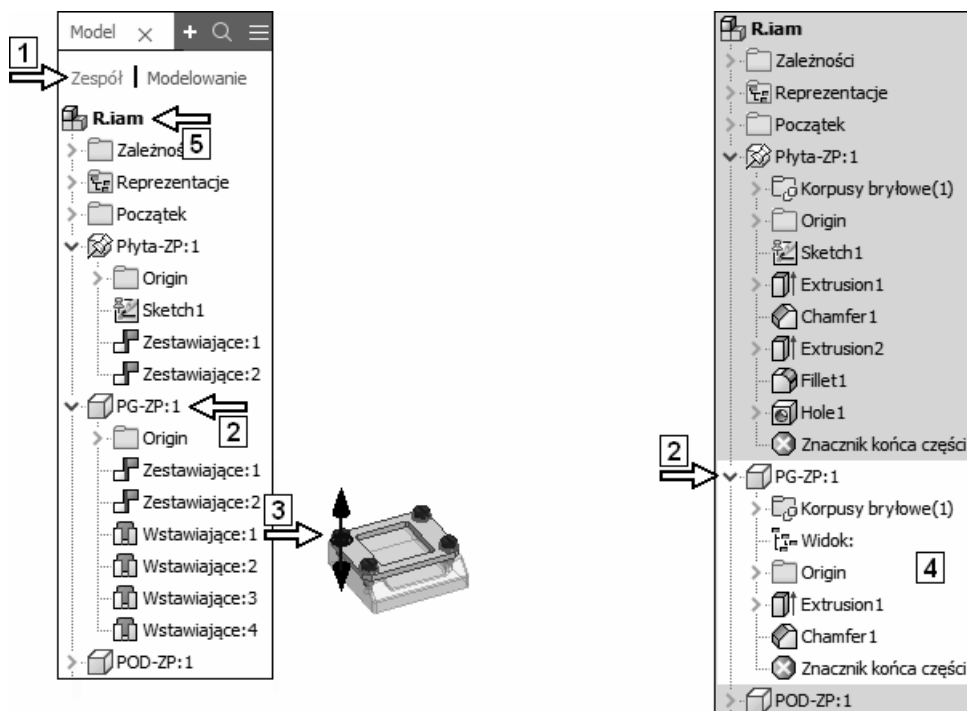 Model
1
Zespół | Modelowanie
R.iam
5
Zależnoś
Reprezentacje
Początek
Płyta-ZP:1
Origin
Sketch1
Zestawiające:1
Zestawiające:2
PG-ZP:1
2
Origin
Zestawiające:1
Zestawiające:2
3
Wstawiające:1
Wstawiające:2
Wstawiające:3
Wstawiające:4
POD-ZP:1
R.iam
Zależności
Reprezentacje
Początek
Płyta-ZP:1
Korpusy bryłowe(1)
Origin
Sketch1
Extrusion1
Chamfer1
Extrusion2
Fillet1
Hole1
Znacznik końca części
2
PG-ZP:1
Korpusy bryłowe(1)
Widok:
Origin
4
Extrusion1
Chamfer1
Znacznik końca części
POD-ZP:1